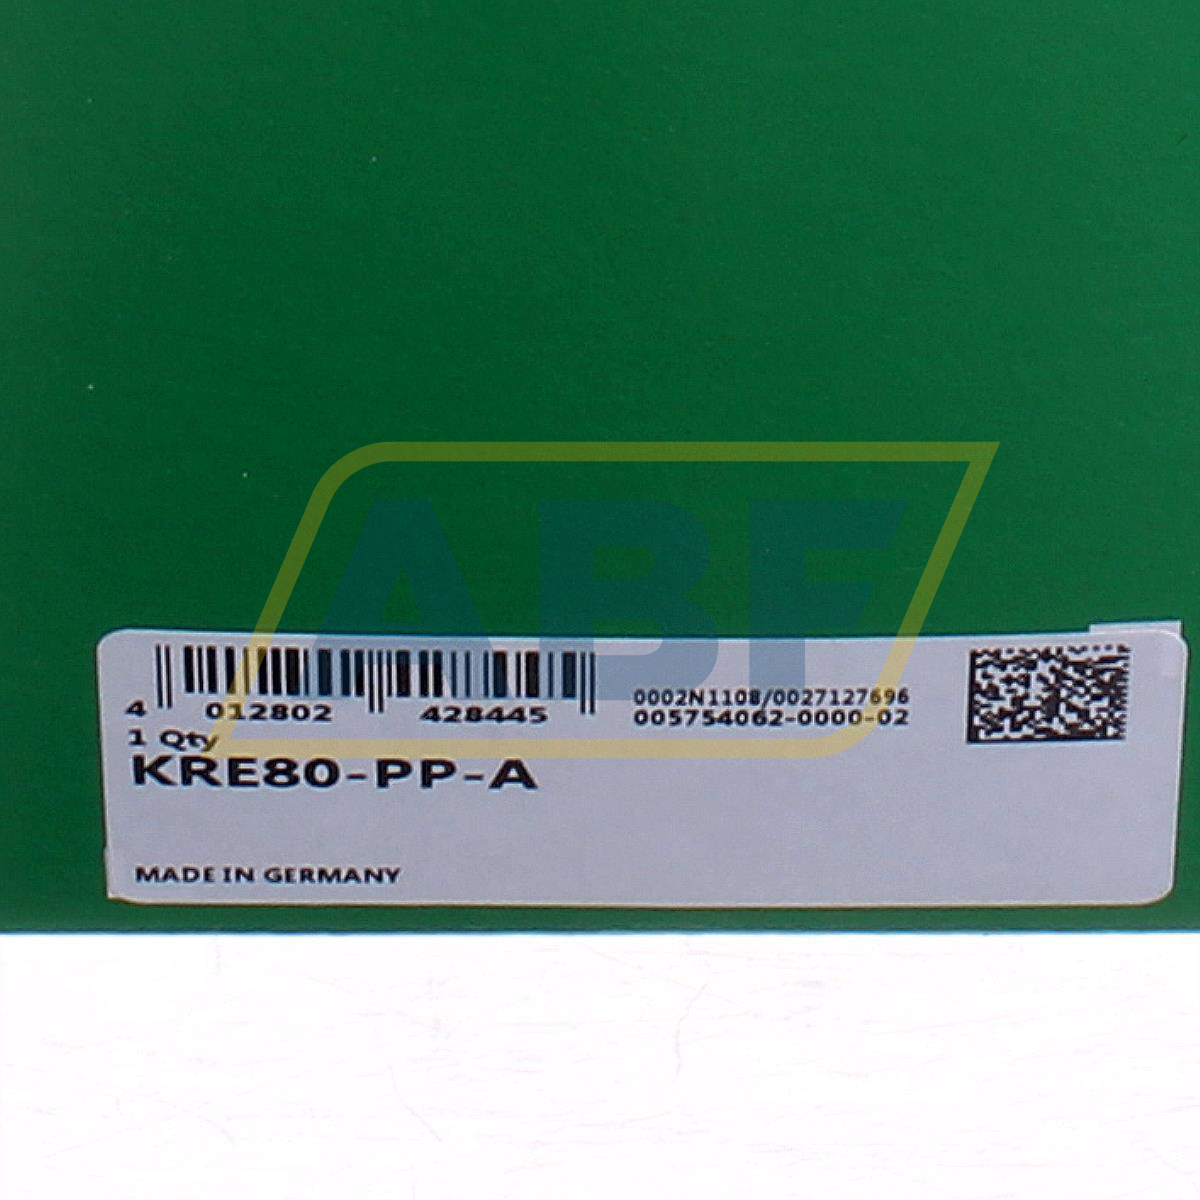 ABF
4 012802 428445
0002N1108/0027127696
005754062-0000-02
1 Qty
KRE80-PP-A
MADE IN GERMANY